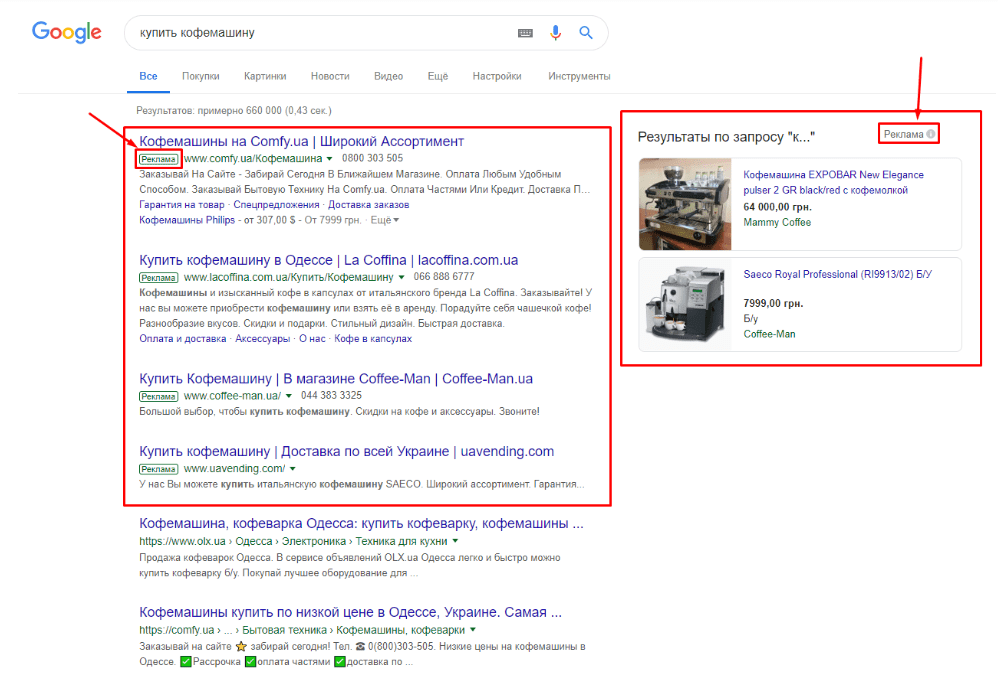 Google
купить кофемашину
Все Покупки Картинки Новости Видео Ещё Настройки Инструменты
Результатов: примерно 660 000 (0,43 сек.)
Кофемашины на Comfy.ua | Широкий Ассортимент
Реклама www.comfy.ua/Кофемашина 0800 303 505
Заказывай На Сайте - Забирай Сегодня В Ближайшем Магазине. Оплата Любым Удобным
Способом. Заказывай Бытовую Технику На Comfy.ua. Оплата Частями Или Кредит. Доставка П...
Гарантия на товар · Спецпредложения · Доставка заказов
Кофемашины Philips - от 307,00 $ - От 7999 грн. · Ещё
Купить кофемашину в Одессе | La Coffina | lacoffina.com.ua
Реклама www.lacoffina.com.ua/Купить/Кофемашину 066 888 6777
Кофемашины и изысканный кофе в капсулах от итальянского бренда La Coffina. Заказывайте! У
нас вы можете приобрести кофемашину или взять её в аренду. Порадуйте себя чашечкой кофе!
Разнообразие вкусов. Скидки и подарки. Стильный дизайн. Быстрая доставка.
Оплата и доставка · Аксессуары · О нас · Кофе в капсулах
Купить Кофемашину | В магазине Coffee-Man | Coffee-Man.ua
Реклама www.coffee-man.ua/ 044 383 3325
Большой выбор, чтобы купить кофемашину. Скидки на кофе и аксессуары. Звоните!
Купить кофемашину | Доставка по всей Украине | uavending.com
Реклама www.uavending.com/
У нас Вы можете купить итальянскую кофемашину SAECO. Широкий ассортимент. Гарантия...
Кофемашина, кофеварка Одесса: купить кофеварку, кофемашины ...
https://www.olx.ua › Одесса › Электроника › Техника для кухни
Продажа кофеварок Одесса. В сервисе объявлений OLX.ua Одесса легко и быстро можно
купить кофеварку б/у. Покупай лучшее оборудование для ...
Кофемашины купить по низкой цене в Одессе, Украине. Самая ...
https://comfy.ua › ... › Бытовая техника › Кофемашины, кофеварки
Заказывай на сайте ⭐ забирай сегодня! Тел. ☎ 0(800)303-505. Низкие цены на кофемашины в
Одессе. ✅Рассрочка ✅оплата частями ✅доставка по ...
Результаты по запросу "к..." Реклама
Кофемашина EXPOBAR New Elegance
pulser 2 GR black/red с кофемолкой
64 000,00 грн.
Mammy Coffee
Saeco Royal Professional (RI9913/02) Б/У
7999,00 грн.
Б/у
Coffee-Man